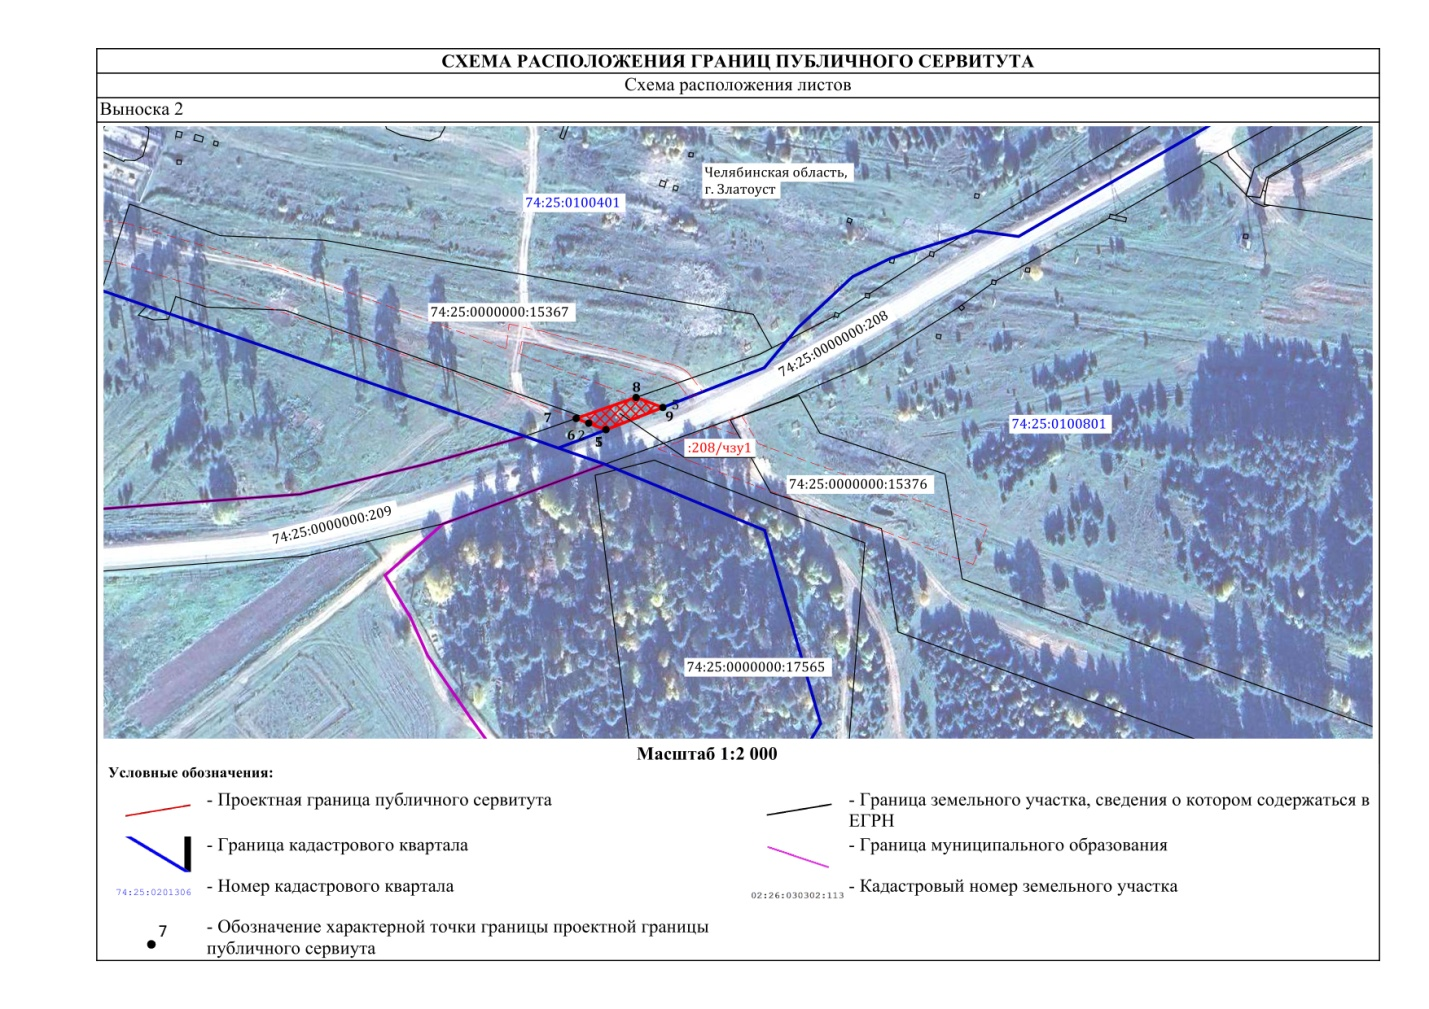 СХЕМА РАСПОЛОЖЕНИЯ ГРАНИЦ ПУБЛИЧНОГО СЕРВИТУТА
Схема расположения листов
Выноска 2
Челябинская область,
г. Златоуст
74:25:0100401
74:25:0000000:15367
74:25:0000000:208
8
7
9
6
2
5
74:25:0100801
:208/чзу1
74:25:0000000:15376
74:25:0000000:209
74:25:0000000:17565
Масштаб 1:2 000
Условные обозначения:
- Проектная граница публичного сервитута
- Граница земельного участка, сведения о котором содержаться в
ЕГРН
- Граница кадастрового квартала
- Граница муниципального образования
74:25:0201306
- Номер кадастрового квартала
02:26:030302:113
- Кадастровый номер земельного участка
7
- Обозначение характерной точки границы проектной границы
публичного сервиута